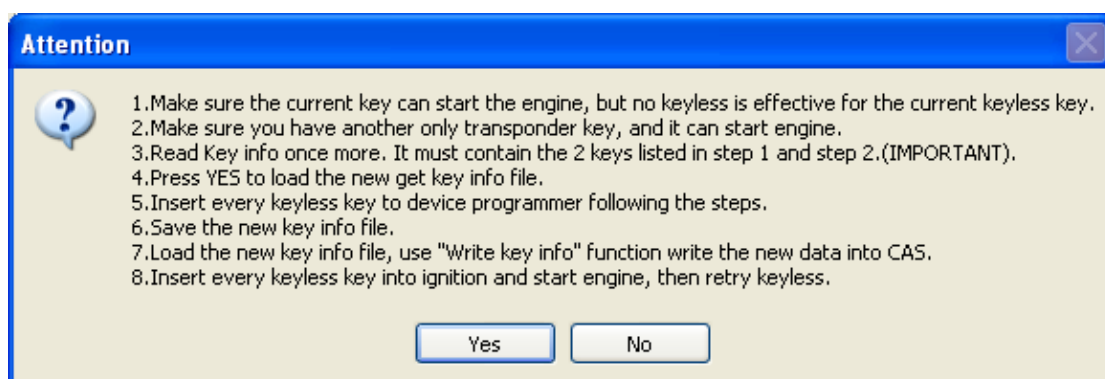 Attention
1.Make sure the current key can start the engine, but no keyless is effective for the current keyless key.
2.Make sure you have another only transponder key, and it can start engine.
3.Read Key info once more. It must contain the 2 keys listed in step 1 and step 2.(IMPORTANT).
4.Press YES to load the new get key info file.
5.Insert every keyless key to device programmer following the steps.
6.Save the new key info file.
7.Load the new key info file, use "Write key info" function write the new data into CAS.
8.Insert every keyless key into ignition and start engine, then retry keyless.
Yes No